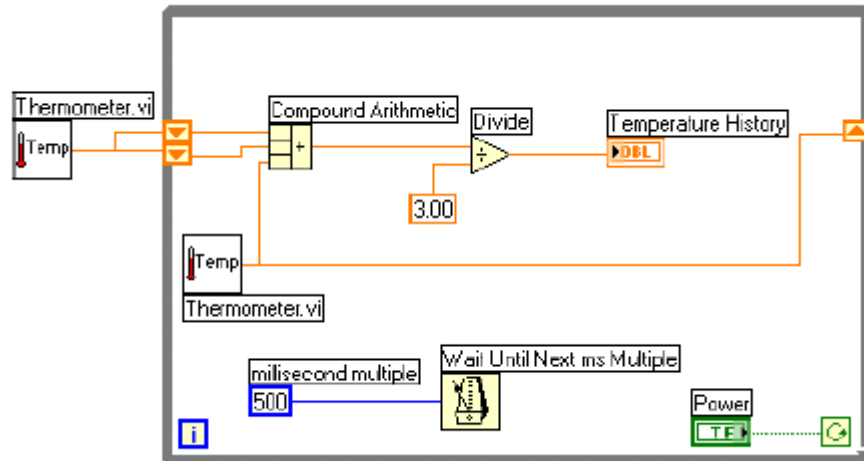 Thermometer.vi
Temp
Compound Arithmetic
+
Divide
÷
Temperature History
DBL
3.00
Temp
Thermometer.vi
milisecond multiple
500
Wait Until Next ms Multiple
Power
TF
i